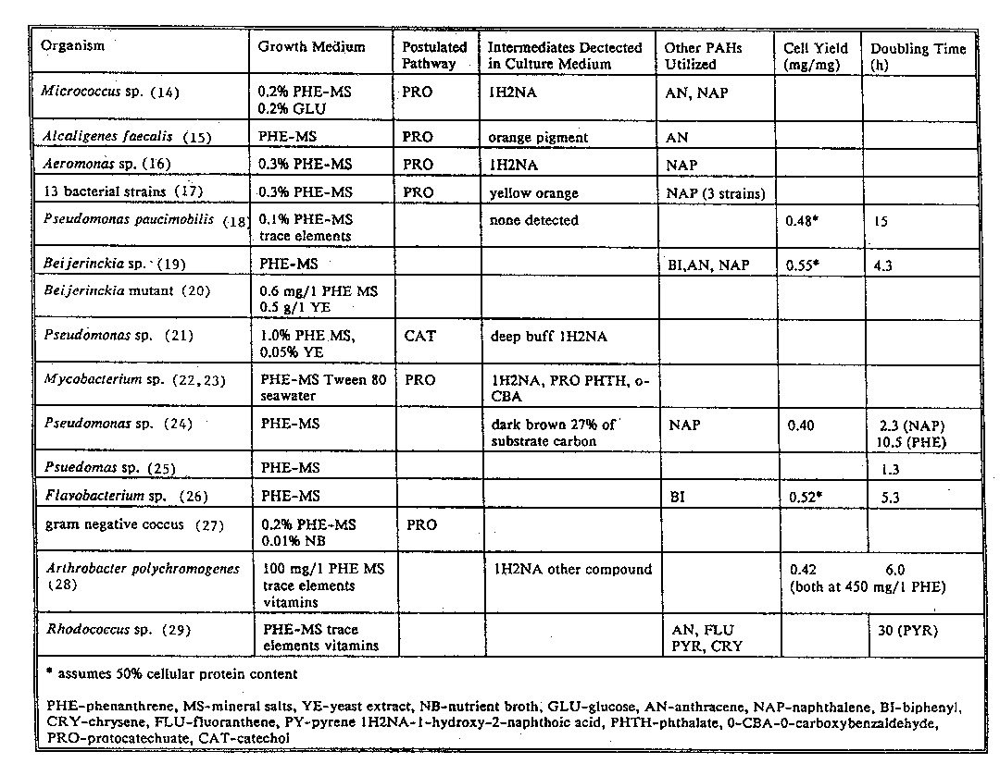 Organism Growth Medium Postulated Pathway Intermediates Dectected in Culture Medium Other PAHs Utilized Cell Yield (mg/mg) Doubling Time (h)
Micrococcus sp. (14) 0.2% PHE-MS 0.2% GLU PRO 1H2NA AN, NAP
Alcaligenes faecalis (15) PHE-MS PRO orange pigment AN
Aeromonas sp. (16) 0.3% PHE-MS PRO 1H2NA NAP
13 bacterial strains (17) 0.3% PHE-MS PRO yellow orange NAP (3 strains)
Pseudomonas paucimobilis (18) 0.1% PHE-MS trace elements none detected 0.48* 15
Beijerinckia sp. (19) PHE-MS BI,AN, NAP 0.55* 4.3
Beijerinckia mutant (20) 0.6 mg/l PHE MS 0.5 g/l YE
Pseudomonas sp. (21) 1.0% PHE MS, 0.05% YE CAT deep buff 1H2NA
Mycobacterium sp. (22,23) PHE-MS Tween 80 seawater PRO 1H2NA, PRO PHTH, o-CBA
Pseudomonas sp. (24) PHE-MS dark brown 27% of substrate carbon NAP 0.40 2.3 (NAP) 10.5 (PHE)
Psuedomas sp. (25) PHE-MS 1.3
Flavobacterium sp. (26) PHE-MS BI 0.52* 5.3
gram negative coccus (27) 0.2% PHE-MS 0.01% NB PRO
Arthrobacter polychromogenes (28) 100 mg/l PHE MS trace elements vitamins 1H2NA other compound 0.42 6.0 (both at 450 mg/l PHE)
Rhodococcus sp. (29) PHE-MS trace elements vitamins AN, FLU PYR, CRY 30 (PYR)
* assumes 50% cellular protein content
PHE-phenanthrene, MS-mineral salts, YE-yeast extract, NB-nutrient broth, GLU-glucose, AN-anthracene, NAP-naphthalene, BI-biphenyl,
CRY-chrysene, FLU-fluoranthene, PY-pyrene 1H2NA-1-hydroxy-2-naphthoic acid, PHTH-phthalate, 0-CBA-0-carboxybenzaldehyde,
PRO-protocatechuate, CAT-catechol